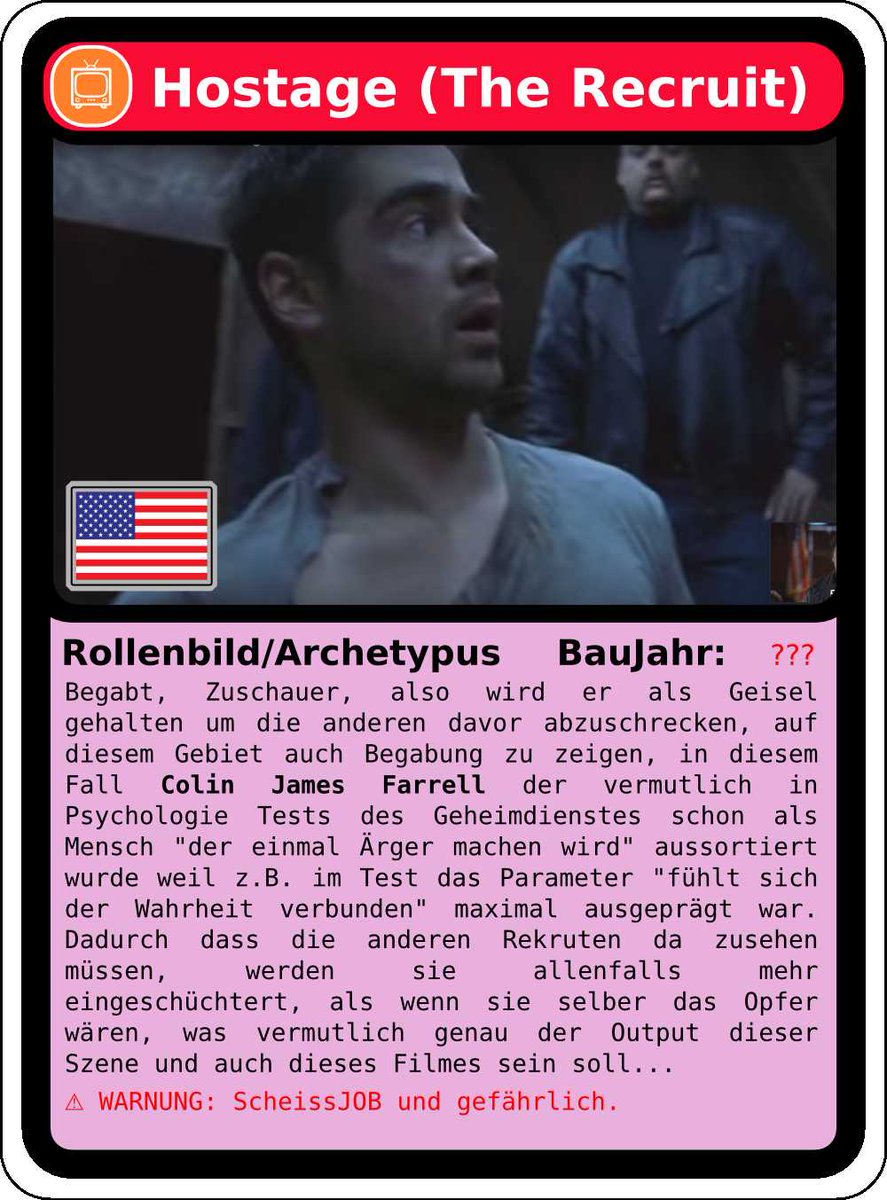 Hostage (The Recruit)
Rollenbild/Archetypus BauJahr: ???
Begabt, Zuschauer, also wird er als Geisel
gehalten um die anderen davor abzuschrecken, auf
diesem Gebiet auch Begabung zu zeigen, in diesem
Fall Colin James Farrell der vermutlich in
Psychologie Tests des Geheimdienstes schon als
Mensch "der einmal Ärger machen wird" aussortiert
wurde weil z.B. im Test das Parameter "fühlt sich
der Wahrheit verbunden" maximal ausgeprägt war.
Dadurch dass die anderen Rekruten da zusehen
müssen, werden sie allenfalls mehr
eingeschüchtert, als wenn sie selber das Opfer
wären, was vermutlich genau der Output dieser
Szene und auch dieses Filmes sein soll...
⚠ WARNUNG: ScheissJOB und gefährlich.